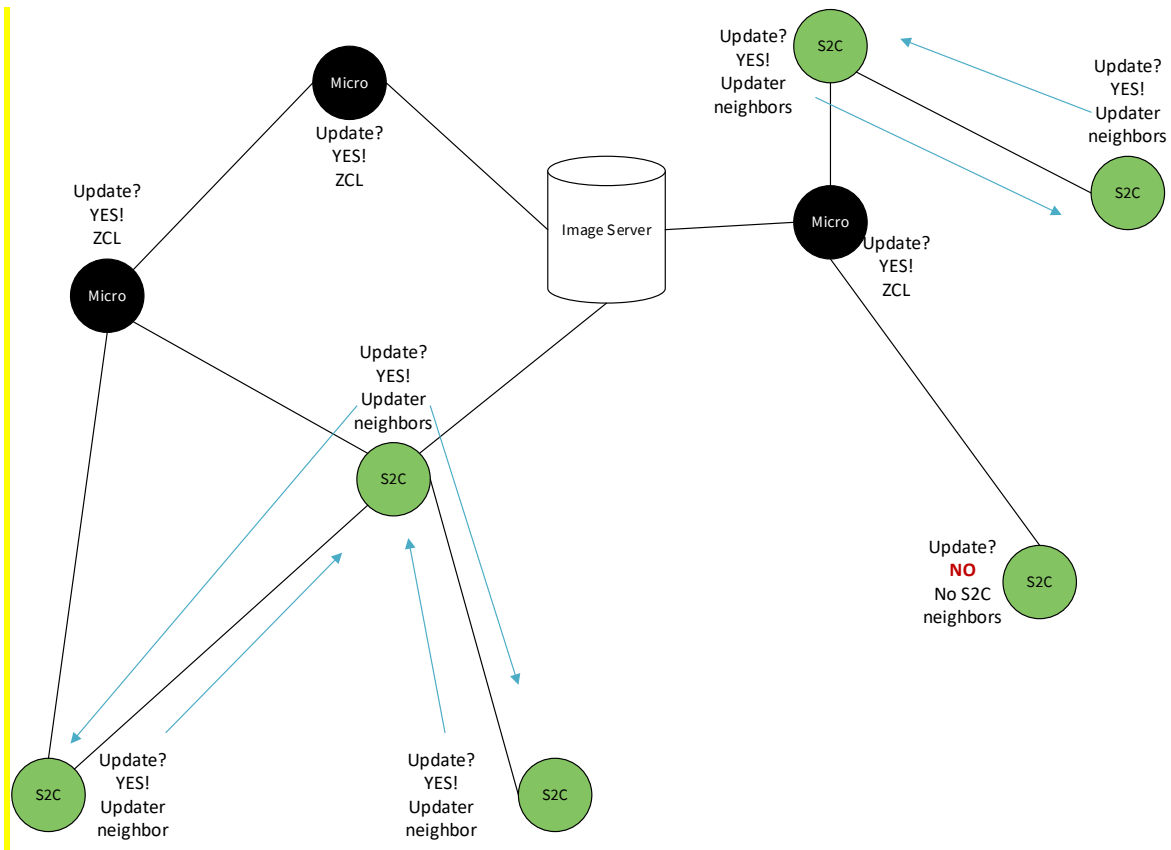 Micro
Update?
YES!
ZCL
Update?
YES!
ZCL
Micro
Image Server
Update?
YES!
Updater
neighbors
S2C
Update?
YES!
Updater
neighbors
S2C
Micro
Update?
YES!
ZCL
Update?
YES!
Updater
neighbors
S2C
Update?
NO
No S2C
neighbors
S2C
S2C
Update?
YES!
Updater
neighbor
Update?
YES!
Updater
neighbor
S2C